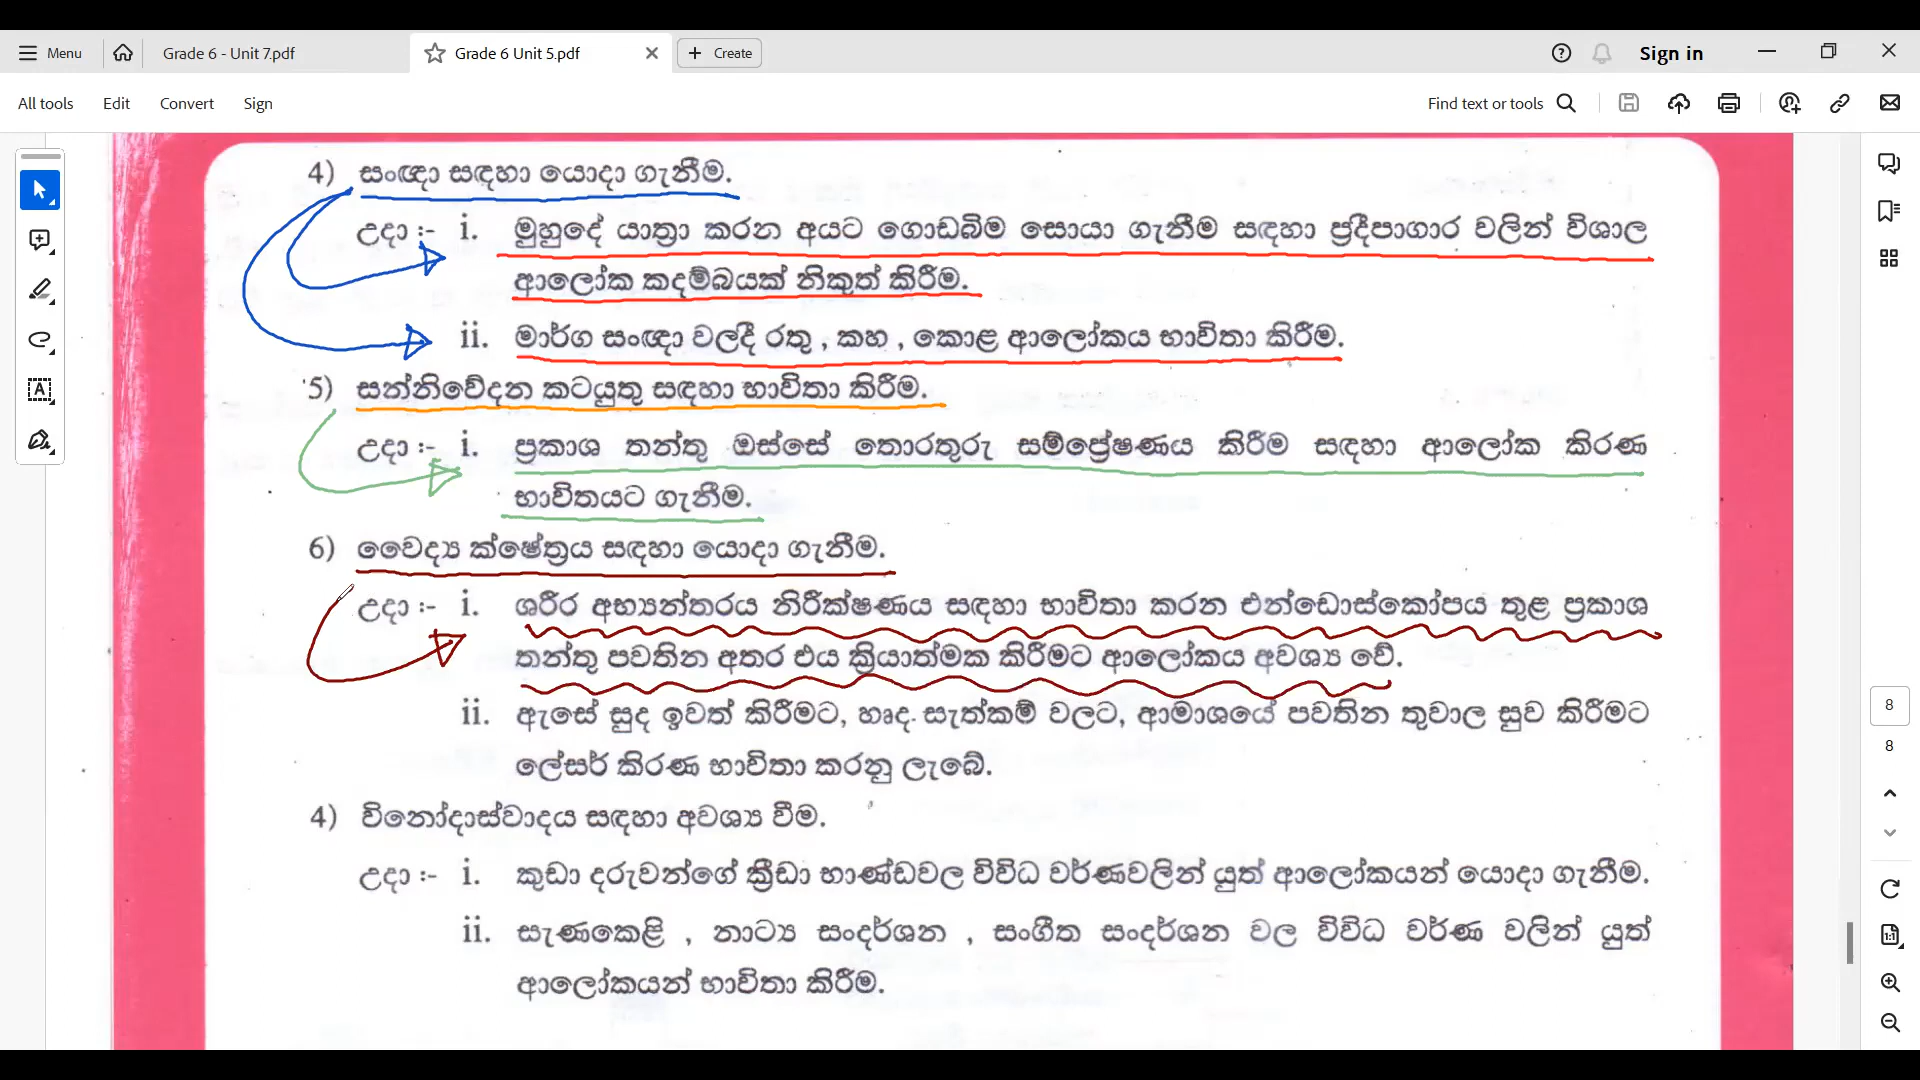 Menu
Grade 6 - Unit 7.pdf
Grade 6 Unit 5.pdf
Create
Sign in
All tools
Edit
Convert
Sign
Find text or tools
4) සංඥා සඳහා යොදා ගැනීම.
උදා :- i. මුහුදේ යාත්‍රා කරන අයට ගොඩබිම සොයා ගැනීම සඳහා ප්‍රදීපාගාර වලින් විශාල
ආලෝක කදම්බයක් නිකුත් කිරීම.
ii. මාර්ග සංඥා වලදී රතු , කහ , කොළ ආලෝකය භාවිතා කිරීම.
5) සන්නිවේදන කටයුතු සඳහා භාවිතා කිරීම.
උදා :- i. ප්‍රකාශ තන්තු ඔස්සේ තොරතුරු සම්ප්‍රේෂණය කිරීම සඳහා ආලෝක කිරණ
භාවිතයට ගැනීම.
6) වෛද්‍ය ක්ෂේත්‍රය සඳහා යොදා ගැනීම.
උදා :- i. ශරීර අභ්‍යන්තරය නිරීක්ෂණය සඳහා භාවිතා කරන එන්ඩොස්කෝපය තුළ ප්‍රකාශ
තන්තු පවතින අතර එය ක්‍රියාත්මක කිරීමට ආලෝකය අවශ්‍ය වේ.
ii. ඇසේ සුද ඉවත් කිරීමට, හෘද සැත්කම් වලට, ආමාශයේ පවතින තුවාල සුව කිරීමට
ලේසර් කිරණ භාවිතා කරනු ලැබේ.
4) විනෝදාස්වාදය සඳහා අවශ්‍ය වීම.
උදා :- i. කුඩා දරුවන්ගේ ක්‍රීඩා භාණ්ඩවල විවිධ වර්ණවලින් යුත් ආලෝකයන් යොදා ගැනීම.
ii. සැණකෙළි , නාට්‍ය සංදර්ශන , සංගීත සංදර්ශන වල විවිධ වර්ණ වලින් යුත්
ආලෝකයන් භාවිතා කිරීම.
8
8